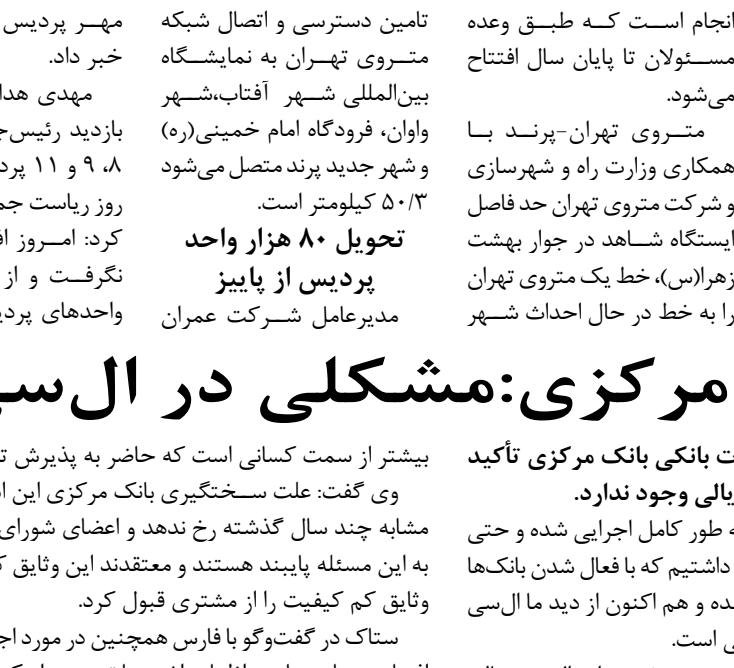 انجام است که طبق وعده
مسئولان تا پایان سال افتتاح
می‌شود.
متروی تهران-پرند با
همکاری وزارت راه و شهرسازی
و شرکت متروی تهران حد فاصل
ایستگاه شاهد در جوار بهشت
زهرا(س)، خط یک متروی تهران
را به خط در حال احداث شهر
تامین دسترسی و اتصال شبکه
متروی تهران به نمایشگاه
بین‌المللی شهر آفتاب،شهر
واوان، فرودگاه امام خمینی(ره)
و شهر جدید پرند متصل می‌شود
۵۰/۳ کیلومتر است.
تحویل ۸۰ هزار واحد
پردیس از پاییز
مدیرعامل شرکت عمران
مهر پردیس
خبر داد.
مهدی
بازدید
۸، ۹ و ۱۱
روز ریاست
کرد: امروز
نگرفت و از
واحدهای
مرکزی:مشکلی در
بانکی بانک مرکزی تأکید
وجود ندارد.
طور کامل اجرایی شده و حتی
داشتیم که با فعال شدن بانک‌ها
و هم اکنون از دید ما ال‌سی
است.
بیشتر از سمت کسانی است که حاضر به پذیرش
وی گفت: علت سختگیری بانک مرکزی این
مشابه چند سال گذشته رخ ندهد و اعضای شورای
به این مسئله پایبند هستند و معتقدند این وثایق
وثایق کم کیفیت را از مشتری قبول کرد.
ستاک در گفت‌وگو با فارس همچنین در مورد